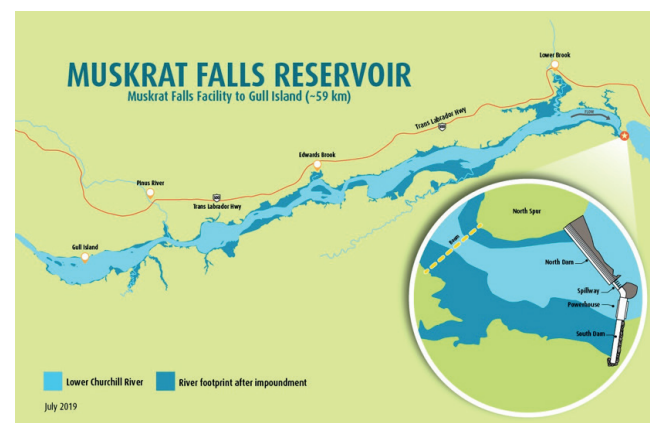 MUSKRAT FALLS RESERVOIR
Muskrat Falls Facility to Gull Island (~59 km)
Lower Brook
Trans Labrador Hwy
FLOW
Edwards Brook
Pinus River
Trans Labrador Hwy
Gull Island
North Spur
Boom
North Dam
Spillway
Powerhouse
South Dam
Lower Churchill River
River footprint after impoundment
July 2019